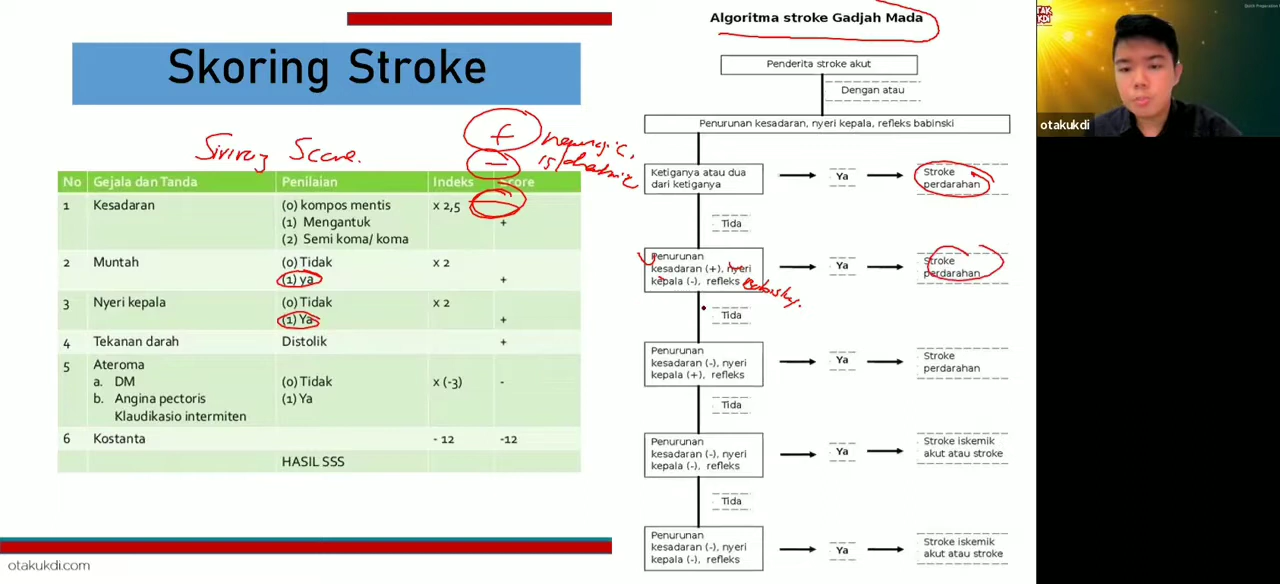 Skoring Stroke
Siriraj Score.
+
-
No Gejala dan Tanda Penilaian Indeks Score
1 Kesadaran (0) kompos mentis x 2,5
(1) Mengantuk +
(2) Semi koma/ koma
2 Muntah (0) Tidak x 2
(1) ya +
3 Nyeri kepala (0) Tidak x 2
(1) Ya +
4 Tekanan darah Distolik +
5 Ateroma
a. DM (0) Tidak x (-3) -
b. Angina pectoris (1) Ya
Klaudikasio intermiten
6 Kostanta - 12 -12
HASIL SSS
otakukdi.com
Algoritma stroke Gadjah Mada
Penderita stroke akut
Dengan atau
Penurunan kesadaran, nyeri kepala, refleks babinski
Ketiganya atau dua
dari ketiganya
Ya
Stroke
perdarahan
Tida
Penurunan
kesadaran (+), nyeri
kepala (-), refleks
Ya
Stroke
perdarahan
Tida
Penurunan
kesadaran (-), nyeri
kepala (+), refleks
Ya
Stroke
perdarahan
Tida
Penurunan
kesadaran (-), nyeri
kepala (-), refleks
Ya
Stroke iskemik
akut atau stroke
Tida
Penurunan
kesadaran (-), nyeri
kepala (-), refleks
Ya
Stroke iskemik
akut atau stroke
otakukdi